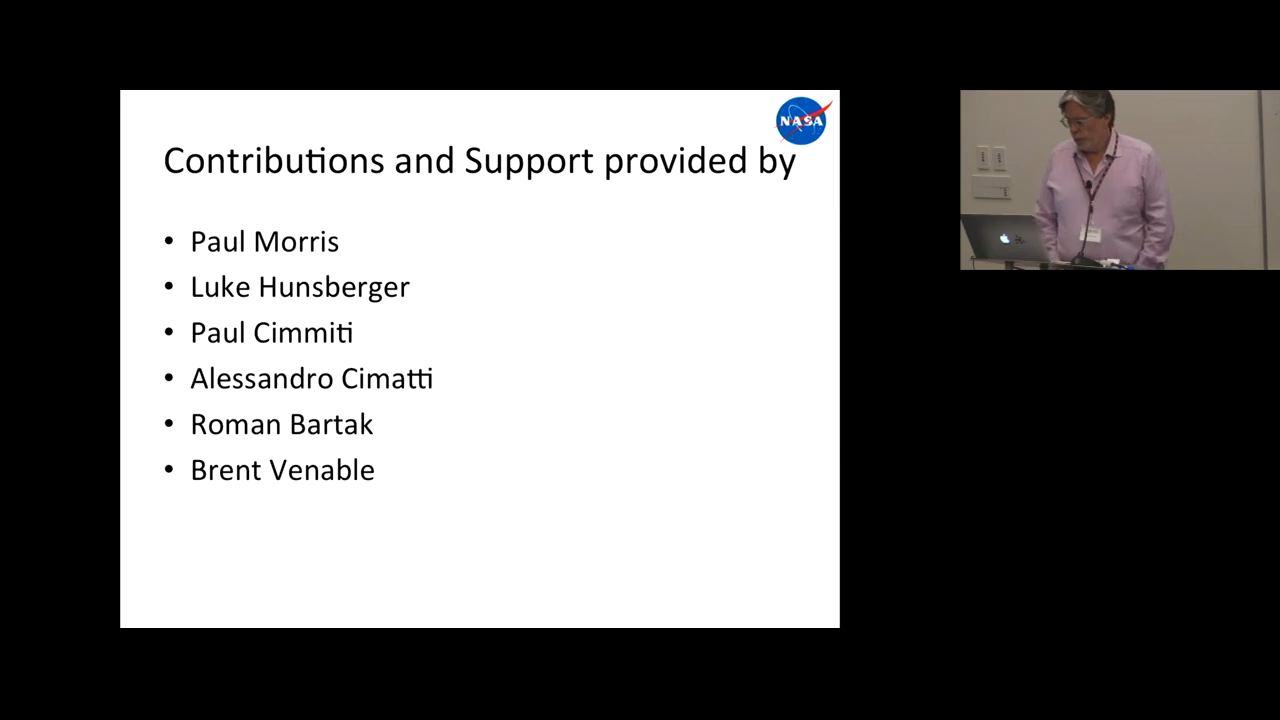 NASA
Contributions and Support provided by
• Paul Morris
• Luke Hunsberger
• Paul Cimmiti
• Alessandro Cimatti
• Roman Bartak
• Brent Venable